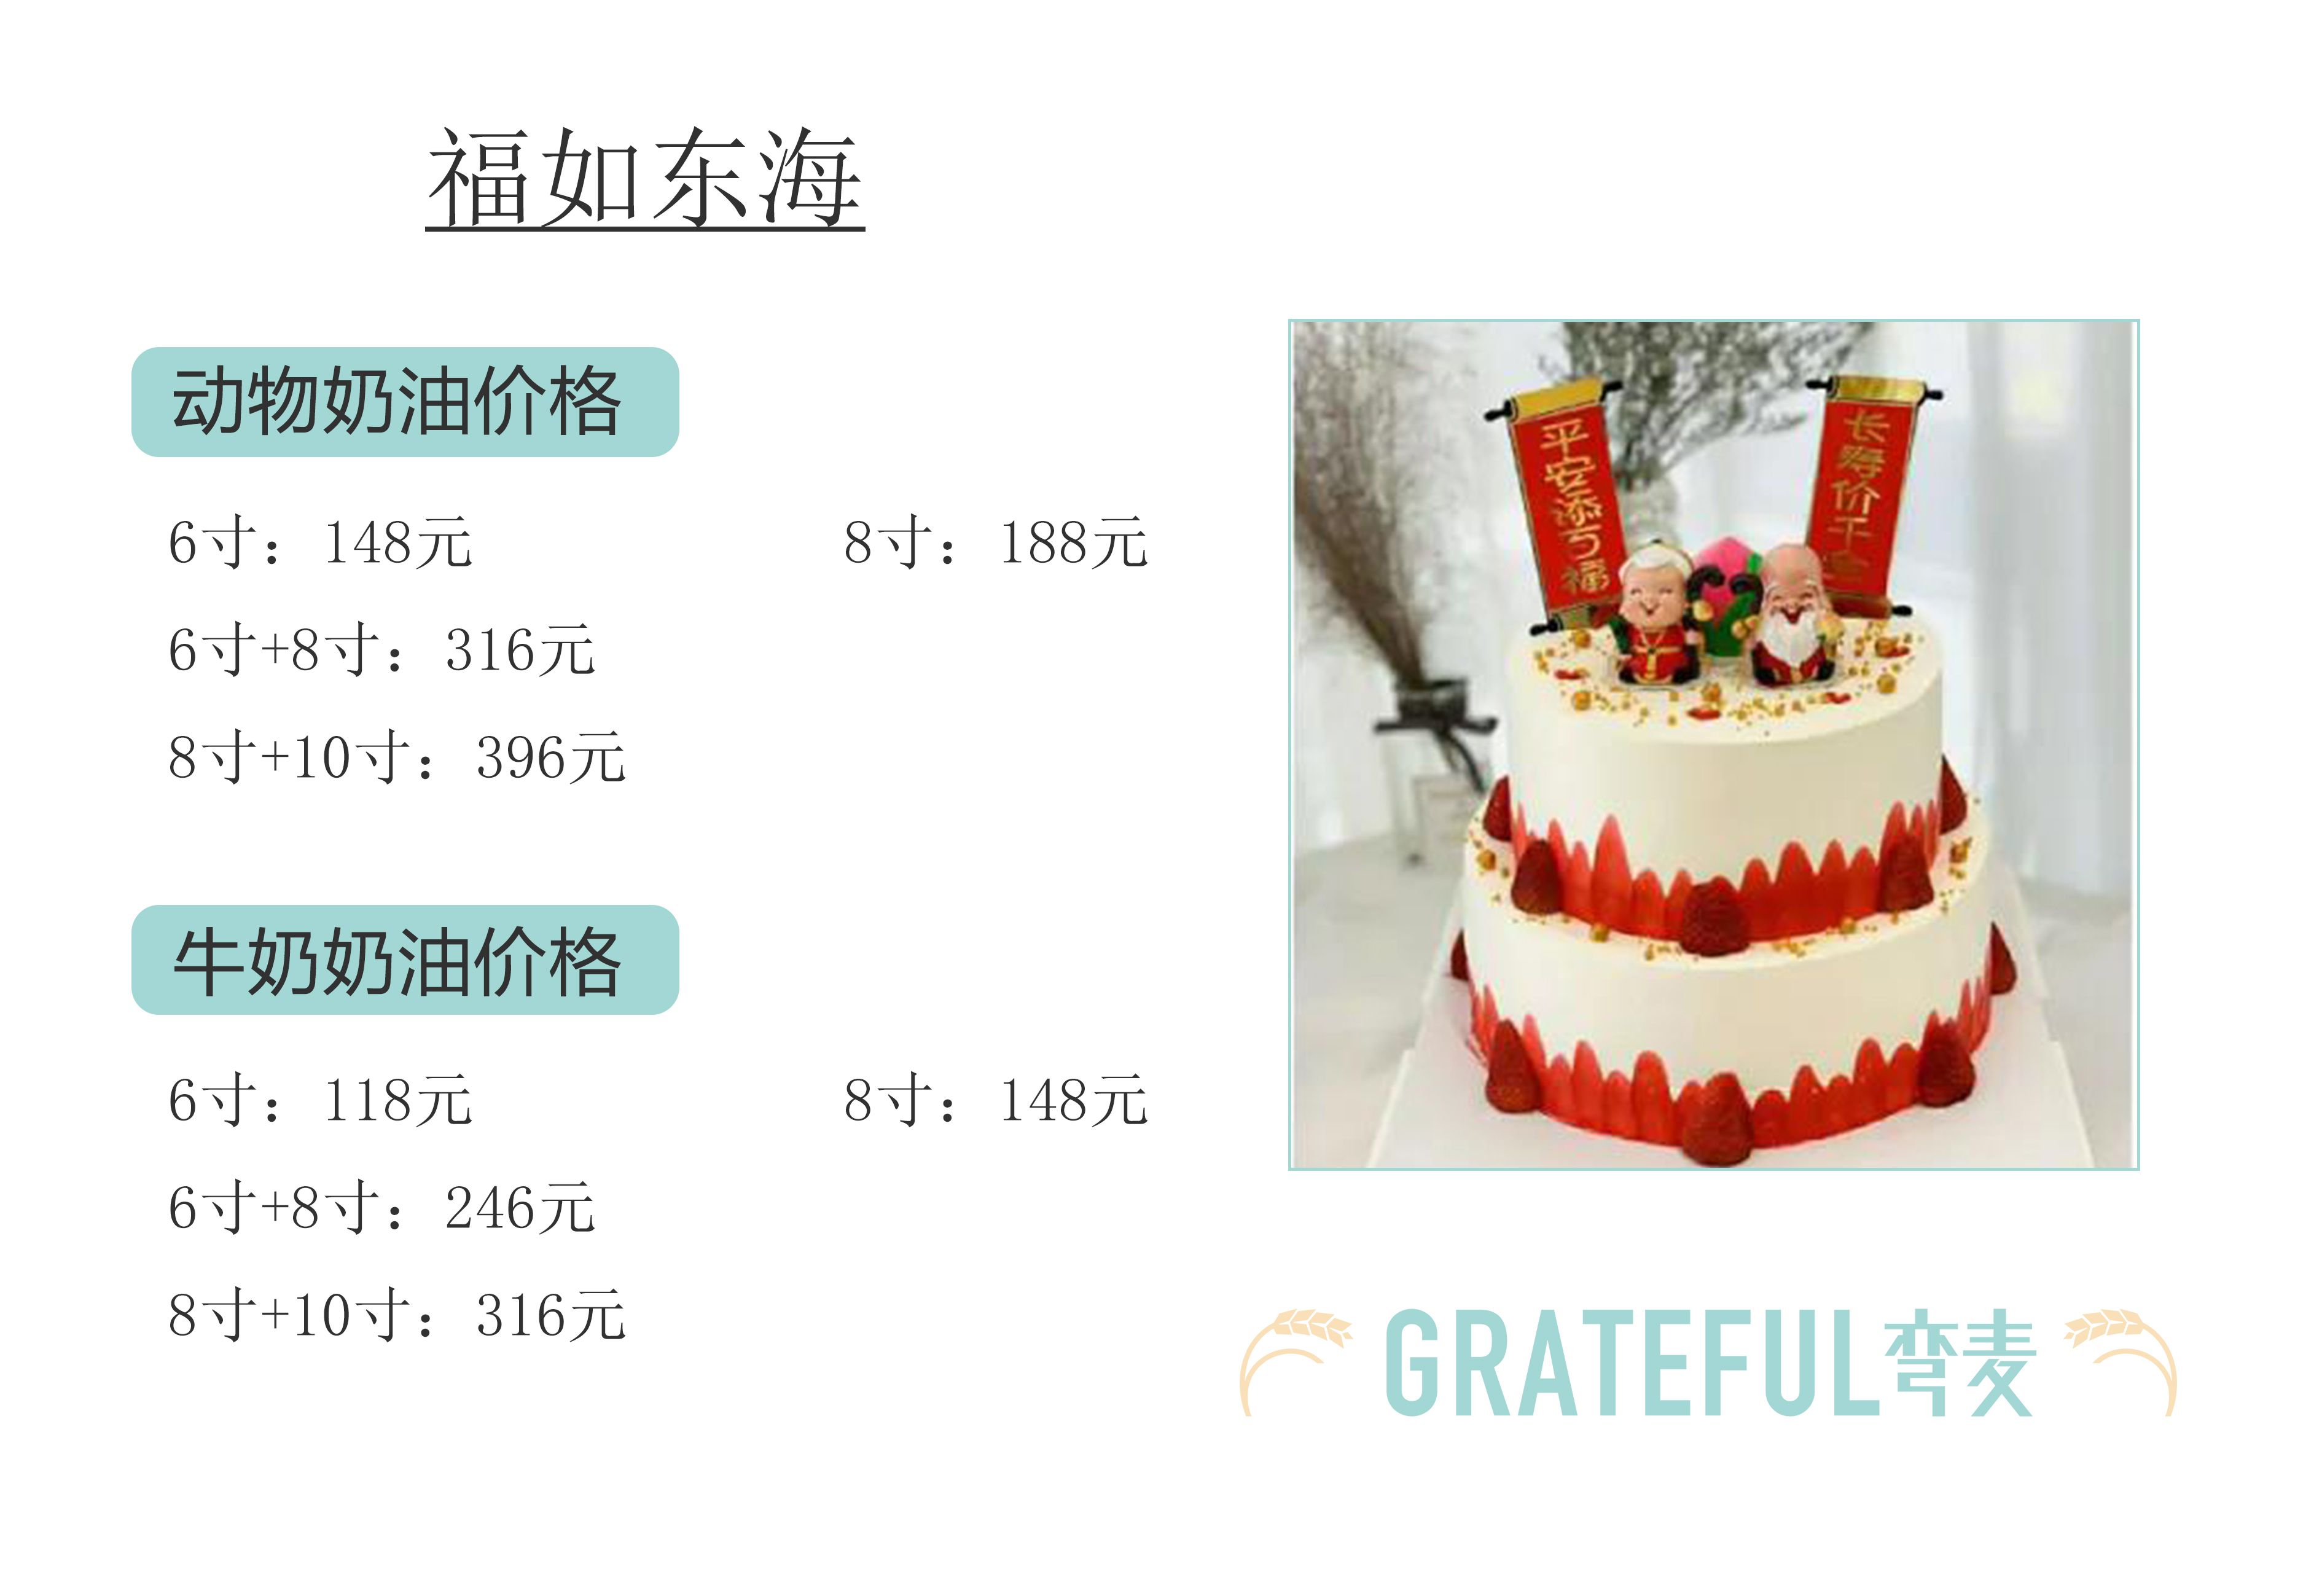 福如东海
动物奶油价格
6寸：148元 8寸：188元
6寸+8寸：316元
8寸+10寸：396元
牛奶奶油价格
6寸：118元 8寸：148元
6寸+8寸：246元
8寸+10寸：316元
平安添福
长寿价千金
GRATEFUL弯麦